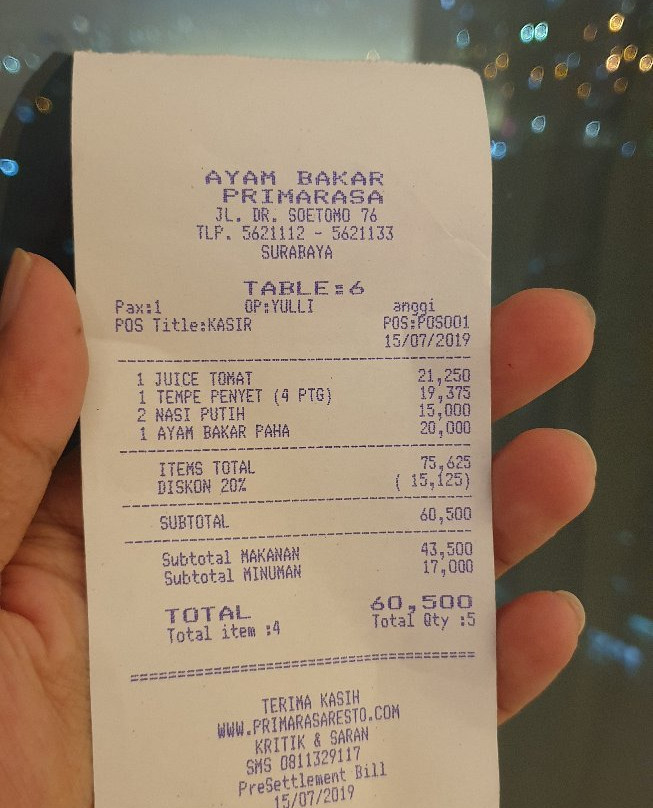 AYAM BAKAR
PRIMARASA
JL. DR. SOETOMO 76
TLP. 5621112 - 5621133
SURABAYA
TABLE:6
Pax:1 OP:YULLI anggi
POS Title:KASIR POS:POS001
15/07/2019
1 JUICE TOMAT 21,250
1 TEMPE PENYET (4 PTG) 19,375
2 NASI PUTIH 15,000
1 AYAM BAKAR PAHA 20,000
ITEMS TOTAL 75,625
DISKON 20% ( 15,125)
SUBTOTAL 60,500
Subtotal MAKANAN 43,500
Subtotal MINUMAN 17,000
TOTAL 60,500
Total item :4 Total Qty :5
TERIMA KASIH
WWW.PRIMARASARESTO.COM
KRITIK & SARAN
SMS 0811329117
PreSettlement Bill
15/07/2019